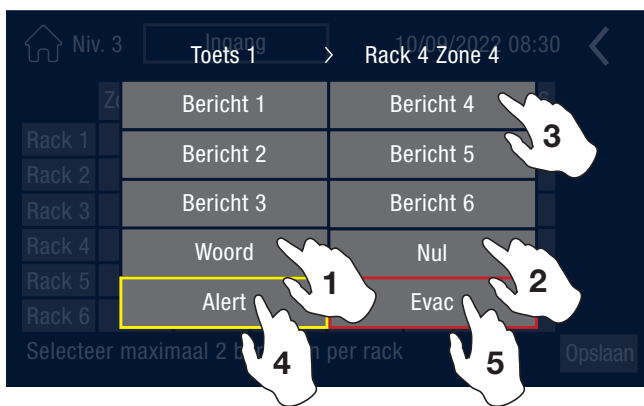 Niv. 3 Ingang 10/09/2022 08:30
Toets 1 > Rack 4 Zone 4
Bericht 1 Bericht 4
3
Rack 1
Bericht 2 Bericht 5
Rack 2
Rack 3 Bericht 3 Bericht 6
Rack 4 Woord Nul
1 2
Rack 5
Alert Evac
Rack 6
Selecteer maximaal 2 per rack Opslaan
4 5